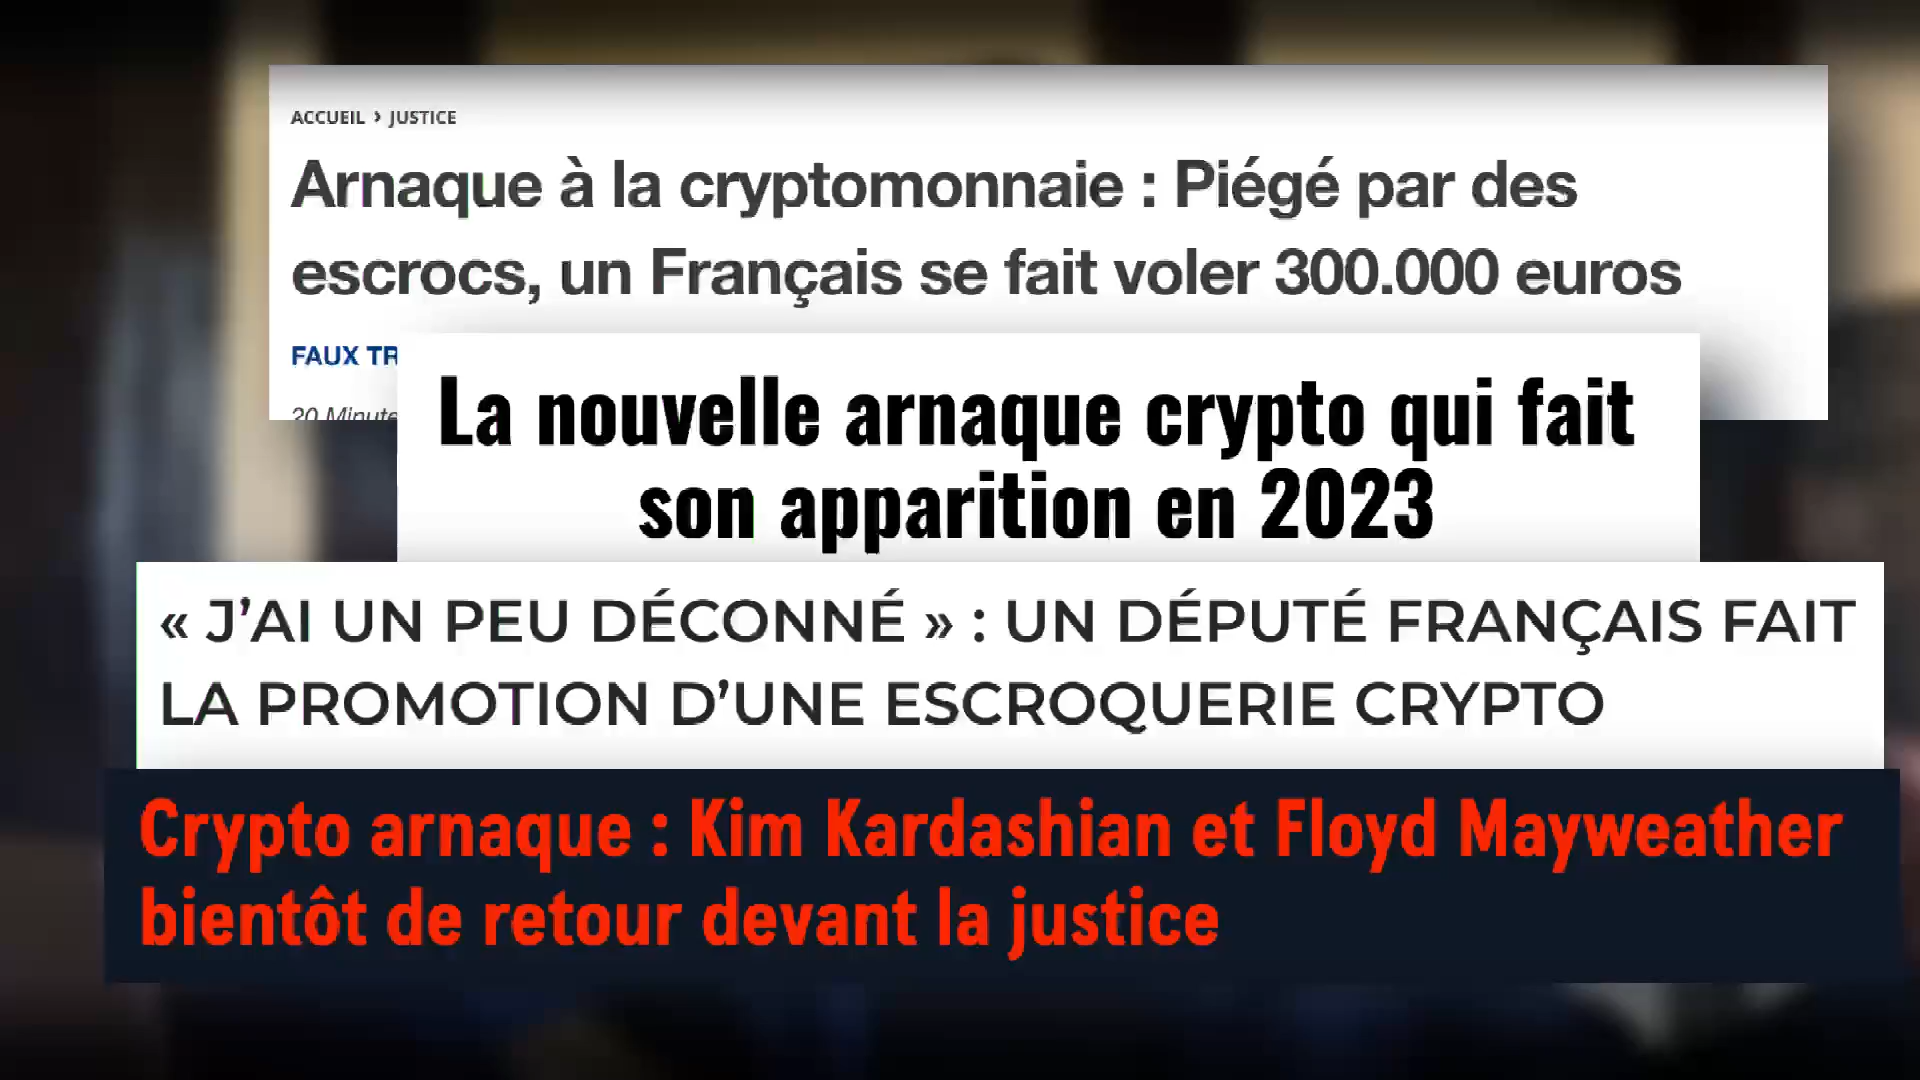 ACCUEIL › JUSTICE
Arnaque à la cryptomonnaie : Piégé par des
escrocs, un Français se fait voler 300.000 euros
FAUX
20
La nouvelle arnaque crypto qui fait
son apparition en 2023
« J’AI UN PEU DÉCONNÉ » : UN DÉPUTÉ FRANÇAIS FAIT
LA PROMOTION D’UNE ESCROQUERIE CRYPTO
Crypto arnaque : Kim Kardashian et Floyd Mayweather
bientôt de retour devant la justice